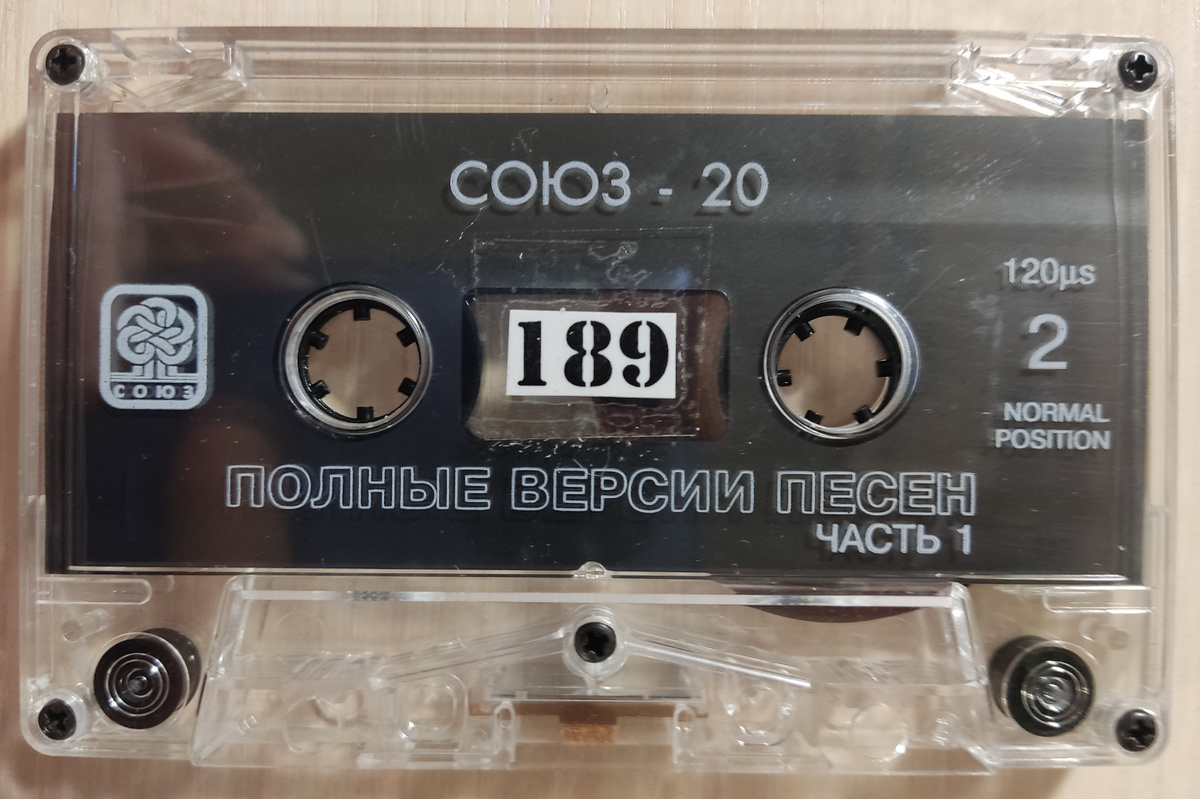 СОЮЗ - 20
120µs
СОЮЗ
189
2
NORMAL
POSITION
ПОЛНЫЕ ВЕРСИИ ПЕСЕН
ЧАСТЬ 1